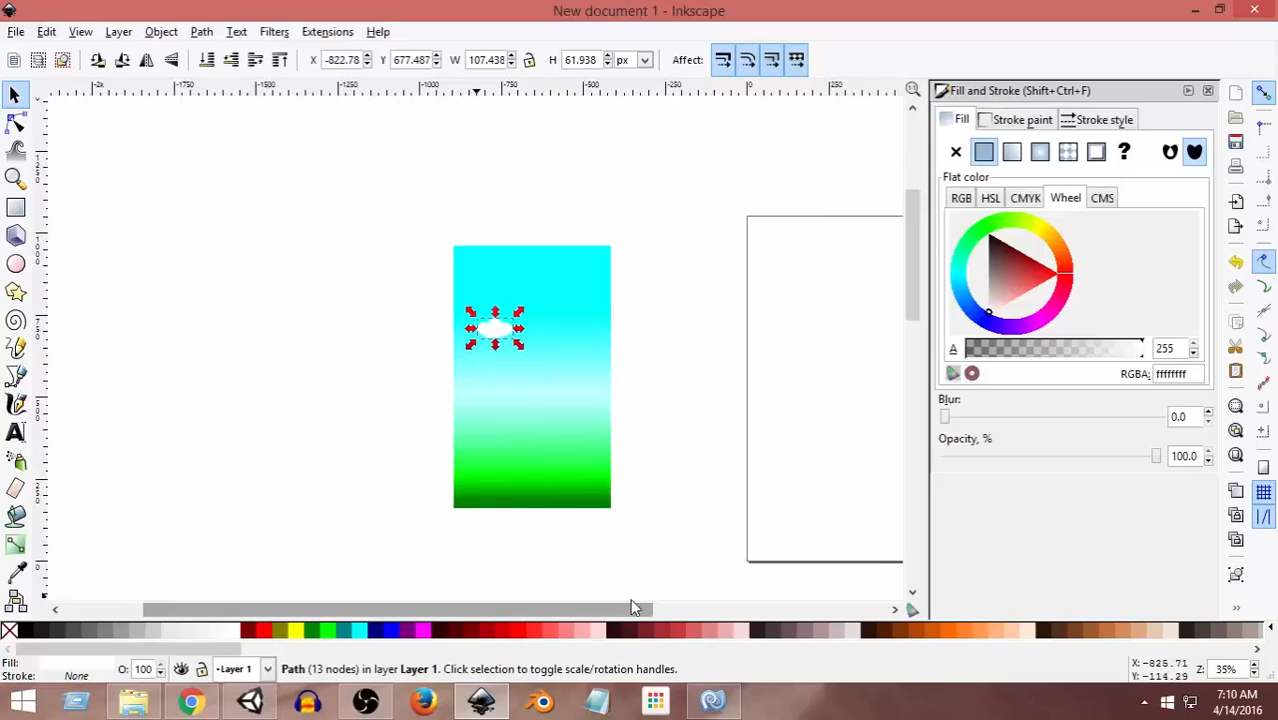 New document 1 - Inkscape
File Edit View Layer Object Path Text Filters Extensions Help
X -822.78 Y 677.487 W 107.438 H 61.938 px Affect:
Fill and Stroke (Shift+Ctrl+F)
Fill Stroke paint Stroke style
?
Flat color
RGB HSL CMYK Wheel CMS
A 255
RGBA: ffffffff
Blur:
0.0
Opacity, %
100.0
Fill:
Stroke: None
O: 100
Layer 1
Path (13 nodes) in layer Layer 1. Click selection to toggle scale/rotation handles.
X: -825.71
Y: -114.29
Z: 35%
7:10 AM
4/14/2016